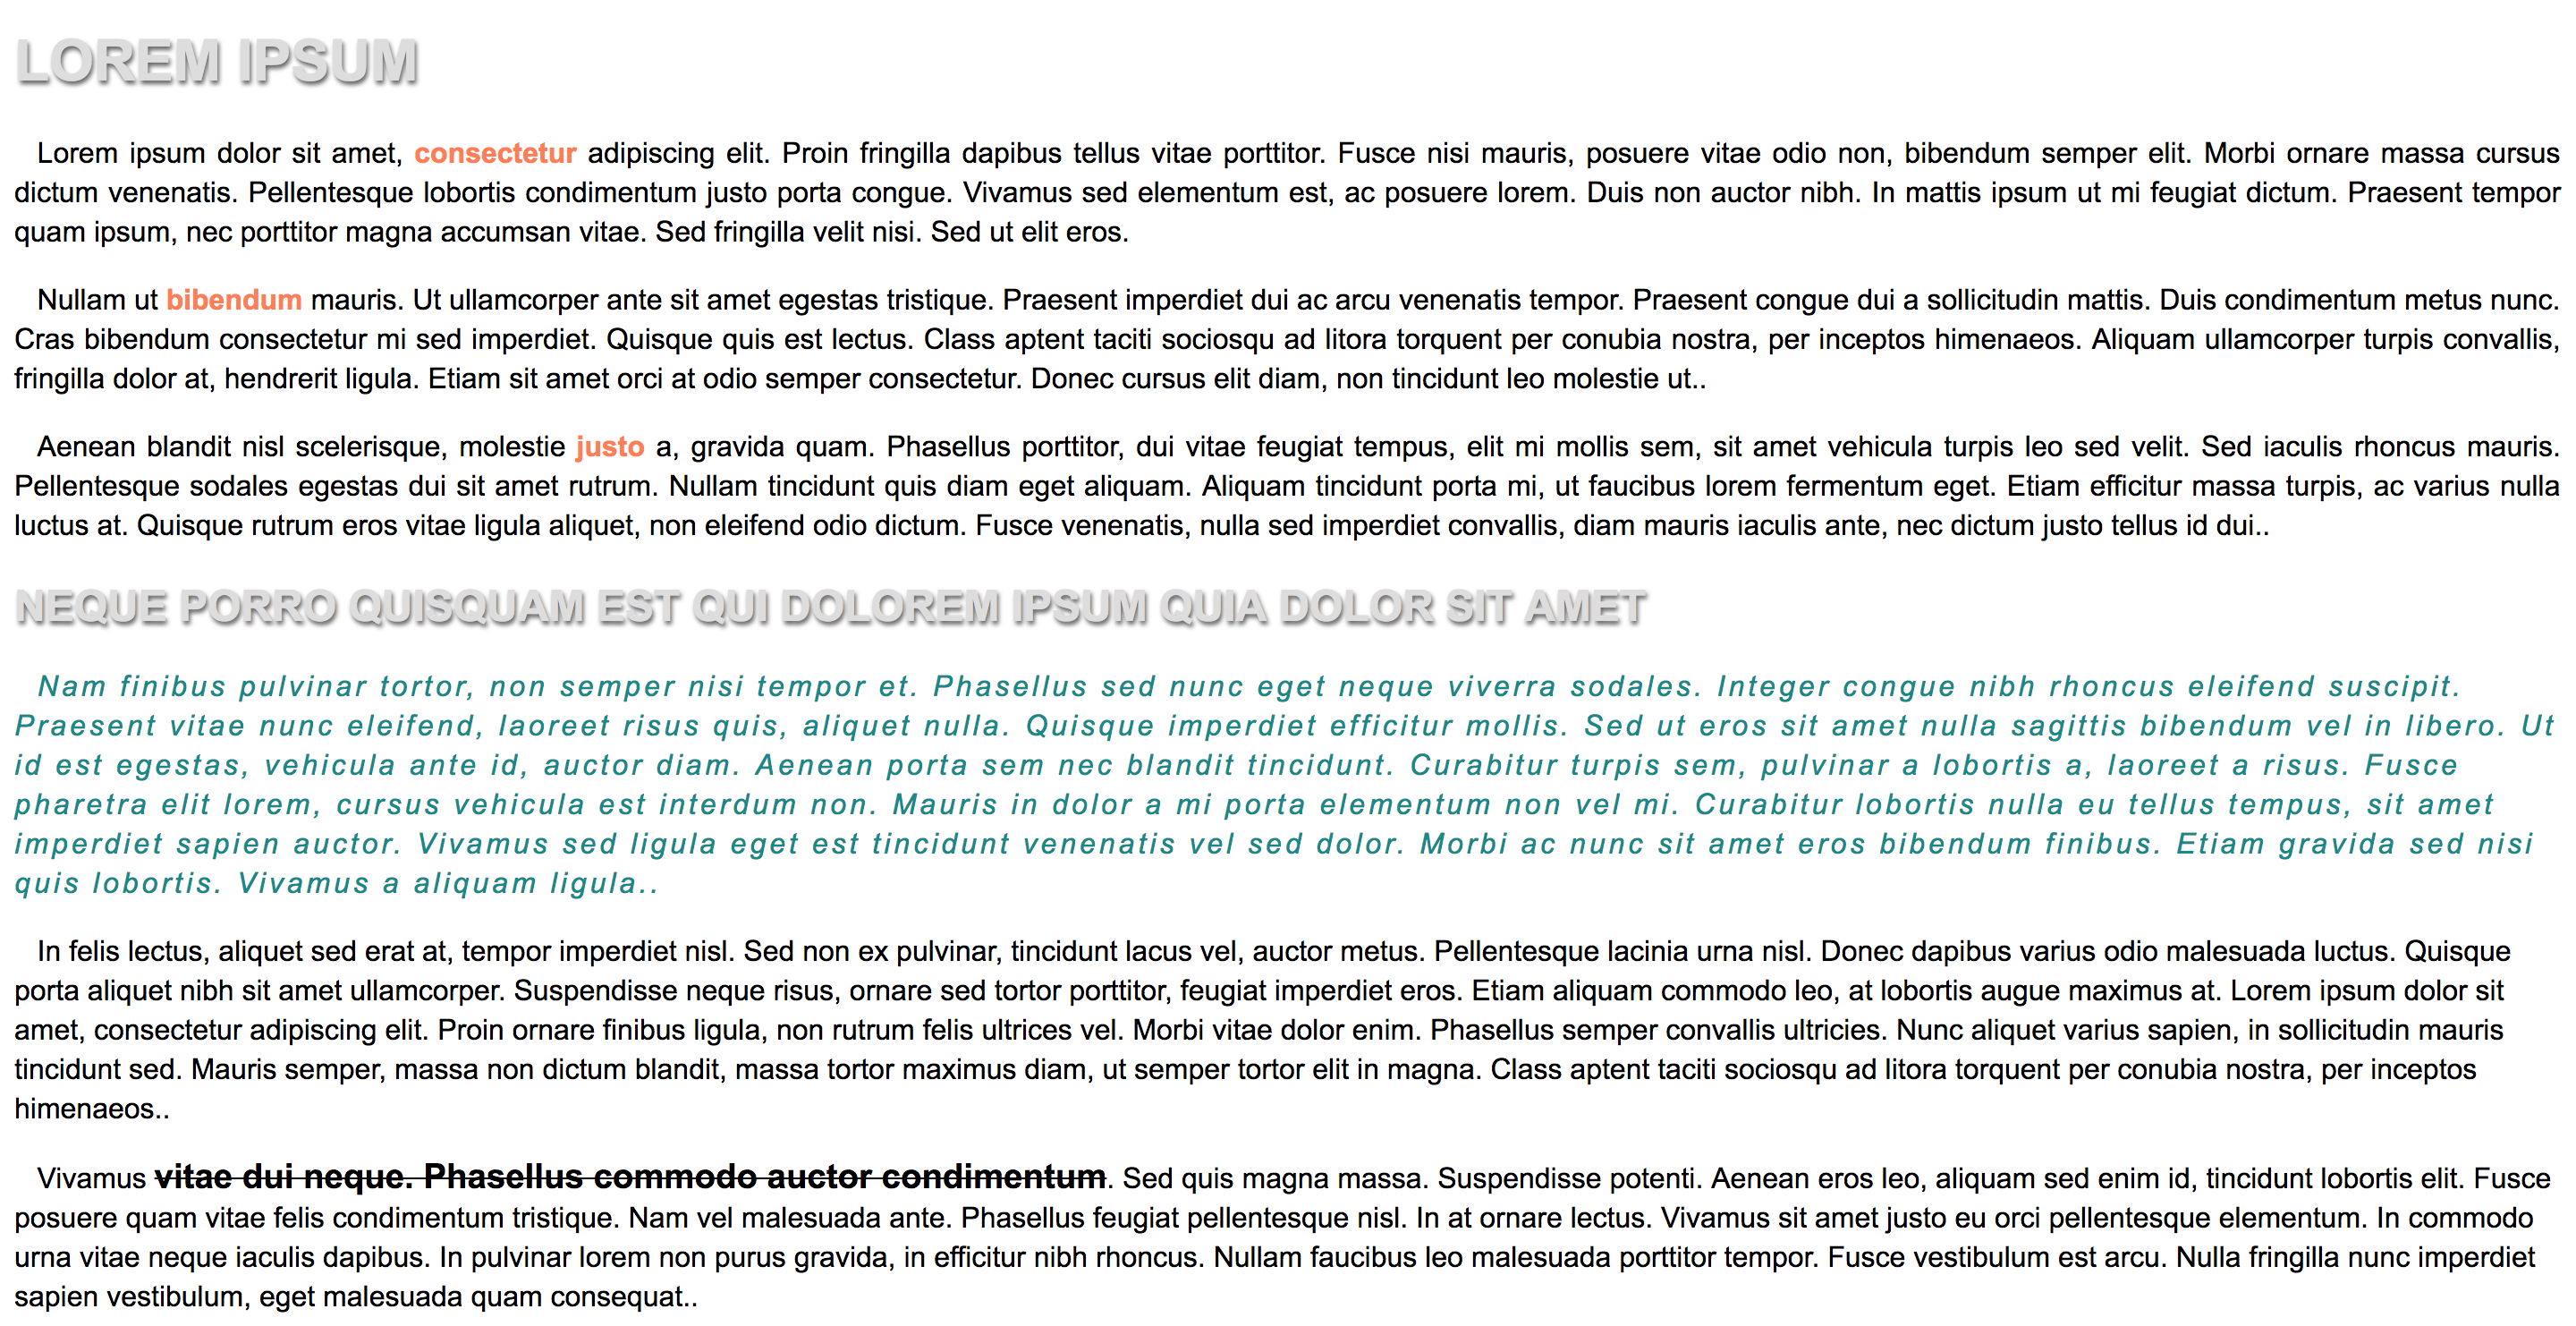 LOREM IPSUM
Lorem ipsum dolor sit amet, consectetur adipiscing elit. Proin fringilla dapibus tellus vitae porttitor. Fusce nisi mauris, posuere vitae odio non, bibendum semper elit. Morbi ornare massa cursus
dictum venenatis. Pellentesque lobortis condimentum justo porta congue. Vivamus sed elementum est, ac posuere lorem. Duis non auctor nibh. In mattis ipsum ut mi feugiat dictum. Praesent tempor
quam ipsum, nec porttitor magna accumsan vitae. Sed fringilla velit nisi. Sed ut elit eros.
Nullam ut bibendum mauris. Ut ullamcorper ante sit amet egestas tristique. Praesent imperdiet dui ac arcu venenatis tempor. Praesent congue dui a sollicitudin mattis. Duis condimentum metus nunc.
Cras bibendum consectetur mi sed imperdiet. Quisque quis est lectus. Class aptent taciti sociosqu ad litora torquent per conubia nostra, per inceptos himenaeos. Aliquam ullamcorper turpis convallis,
fringilla dolor at, hendrerit ligula. Etiam sit amet orci at odio semper consectetur. Donec cursus elit diam, non tincidunt leo molestie ut..
Aenean blandit nisl scelerisque, molestie justo a, gravida quam. Phasellus porttitor, dui vitae feugiat tempus, elit mi mollis sem, sit amet vehicula turpis leo sed velit. Sed iaculis rhoncus mauris.
Pellentesque sodales egestas dui sit amet rutrum. Nullam tincidunt quis diam eget aliquam. Aliquam tincidunt porta mi, ut faucibus lorem fermentum eget. Etiam efficitur massa turpis, ac varius nulla
luctus at. Quisque rutrum eros vitae ligula aliquet, non eleifend odio dictum. Fusce venenatis, nulla sed imperdiet convallis, diam mauris iaculis ante, nec dictum justo tellus id dui..
NEQUE PORRO QUISQUAM EST QUI DOLOREM IPSUM QUIA DOLOR SIT AMET
Nam finibus pulvinar tortor, non semper nisi tempor et. Phasellus sed nunc eget neque viverra sodales. Integer congue nibh rhoncus eleifend suscipit.
Praesent vitae nunc eleifend, laoreet risus quis, aliquet nulla. Quisque imperdiet efficitur mollis. Sed ut eros sit amet nulla sagittis bibendum vel in libero. Ut
id est egestas, vehicula ante id, auctor diam. Aenean porta sem nec blandit tincidunt. Curabitur turpis sem, pulvinar a lobortis a, laoreet a risus. Fusce
pharetra elit lorem, cursus vehicula est interdum non. Mauris in dolor a mi porta elementum non vel mi. Curabitur lobortis nulla eu tellus tempus, sit amet
imperdiet sapien auctor. Vivamus sed ligula eget est tincidunt venenatis vel sed dolor. Morbi ac nunc sit amet eros bibendum finibus. Etiam gravida sed nisi
quis lobortis. Vivamus a aliquam ligula..
In felis lectus, aliquet sed erat at, tempor imperdiet nisl. Sed non ex pulvinar, tincidunt lacus vel, auctor metus. Pellentesque lacinia urna nisl. Donec dapibus varius odio malesuada luctus. Quisque
porta aliquet nibh sit amet ullamcorper. Suspendisse neque risus, ornare sed tortor porttitor, feugiat imperdiet eros. Etiam aliquam commodo leo, at lobortis augue maximus at. Lorem ipsum dolor sit
amet, consectetur adipiscing elit. Proin ornare finibus ligula, non rutrum felis ultrices vel. Morbi vitae dolor enim. Phasellus semper convallis ultricies. Nunc aliquet varius sapien, in sollicitudin mauris
tincidunt sed. Mauris semper, massa non dictum blandit, massa tortor maximus diam, ut semper tortor elit in magna. Class aptent taciti sociosqu ad litora torquent per conubia nostra, per inceptos
himenaeos..
Vivamus vitae dui neque. Phasellus commodo auctor condimentum. Sed quis magna massa. Suspendisse potenti. Aenean eros leo, aliquam sed enim id, tincidunt lobortis elit. Fusce
posuere quam vitae felis condimentum tristique. Nam vel malesuada ante. Phasellus feugiat pellentesque nisl. In at ornare lectus. Vivamus sit amet justo eu orci pellentesque elementum. In commodo
urna vitae neque iaculis dapibus. In pulvinar lorem non purus gravida, in efficitur nibh rhoncus. Nullam faucibus leo malesuada porttitor tempor. Fusce vestibulum est arcu. Nulla fringilla nunc imperdiet
sapien vestibulum, eget malesuada quam consequat..